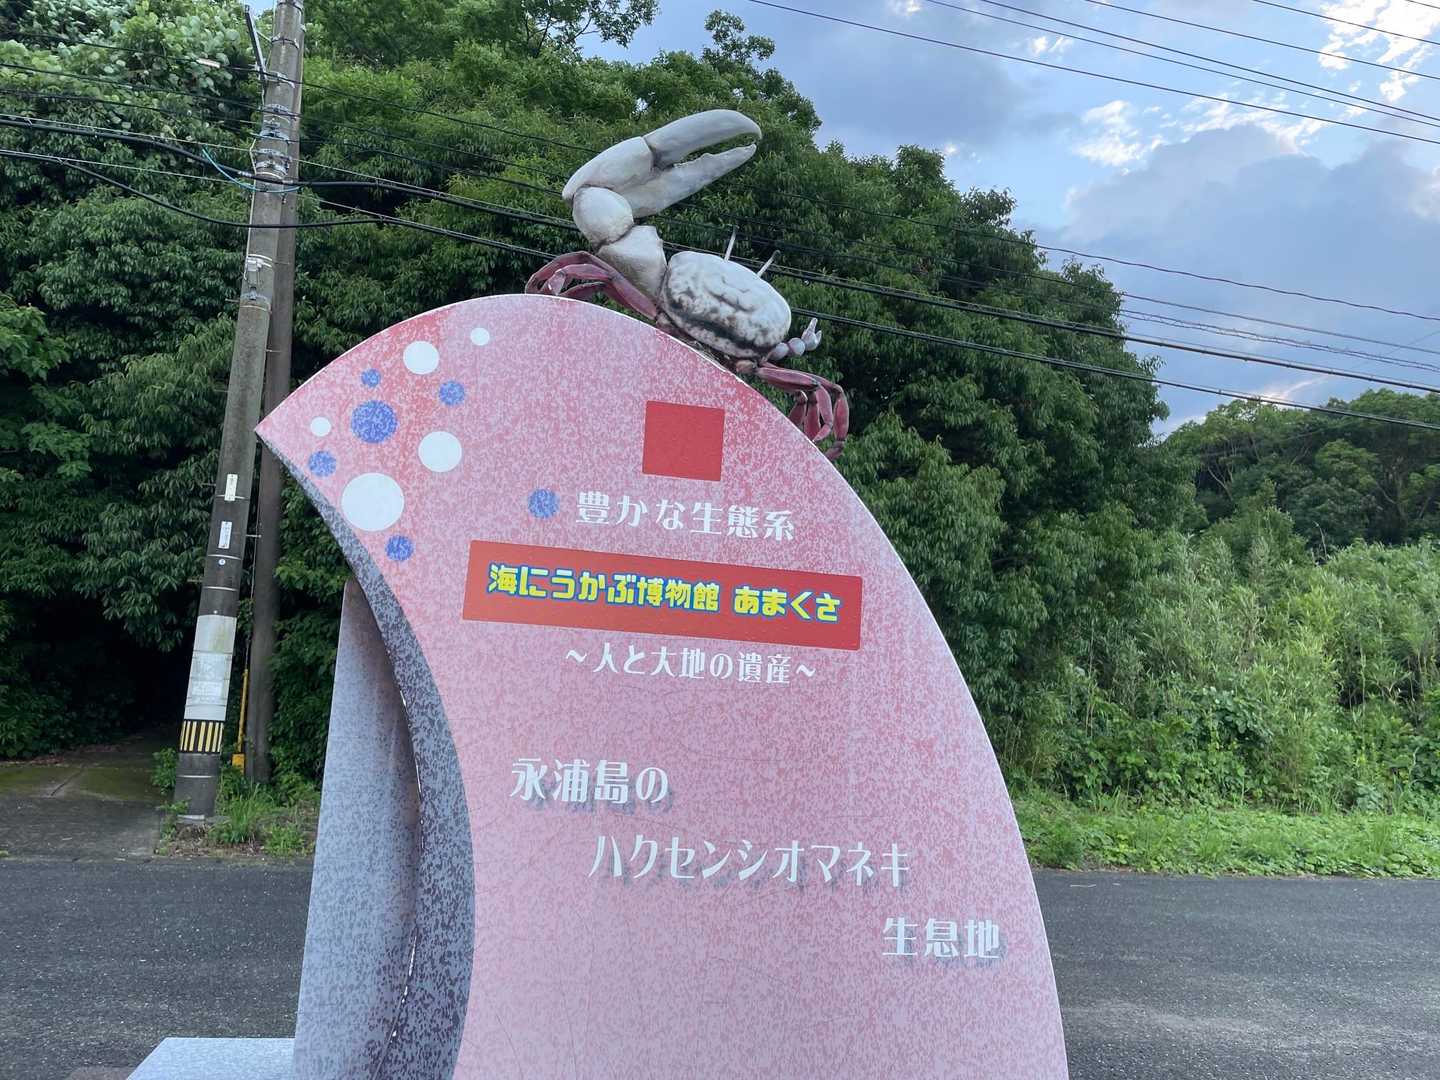 豊かな生態系
海にうかぶ博物館 あまくさ
~人と大地の遺産~
永浦島の
ハクセンシオマネキ
生息地